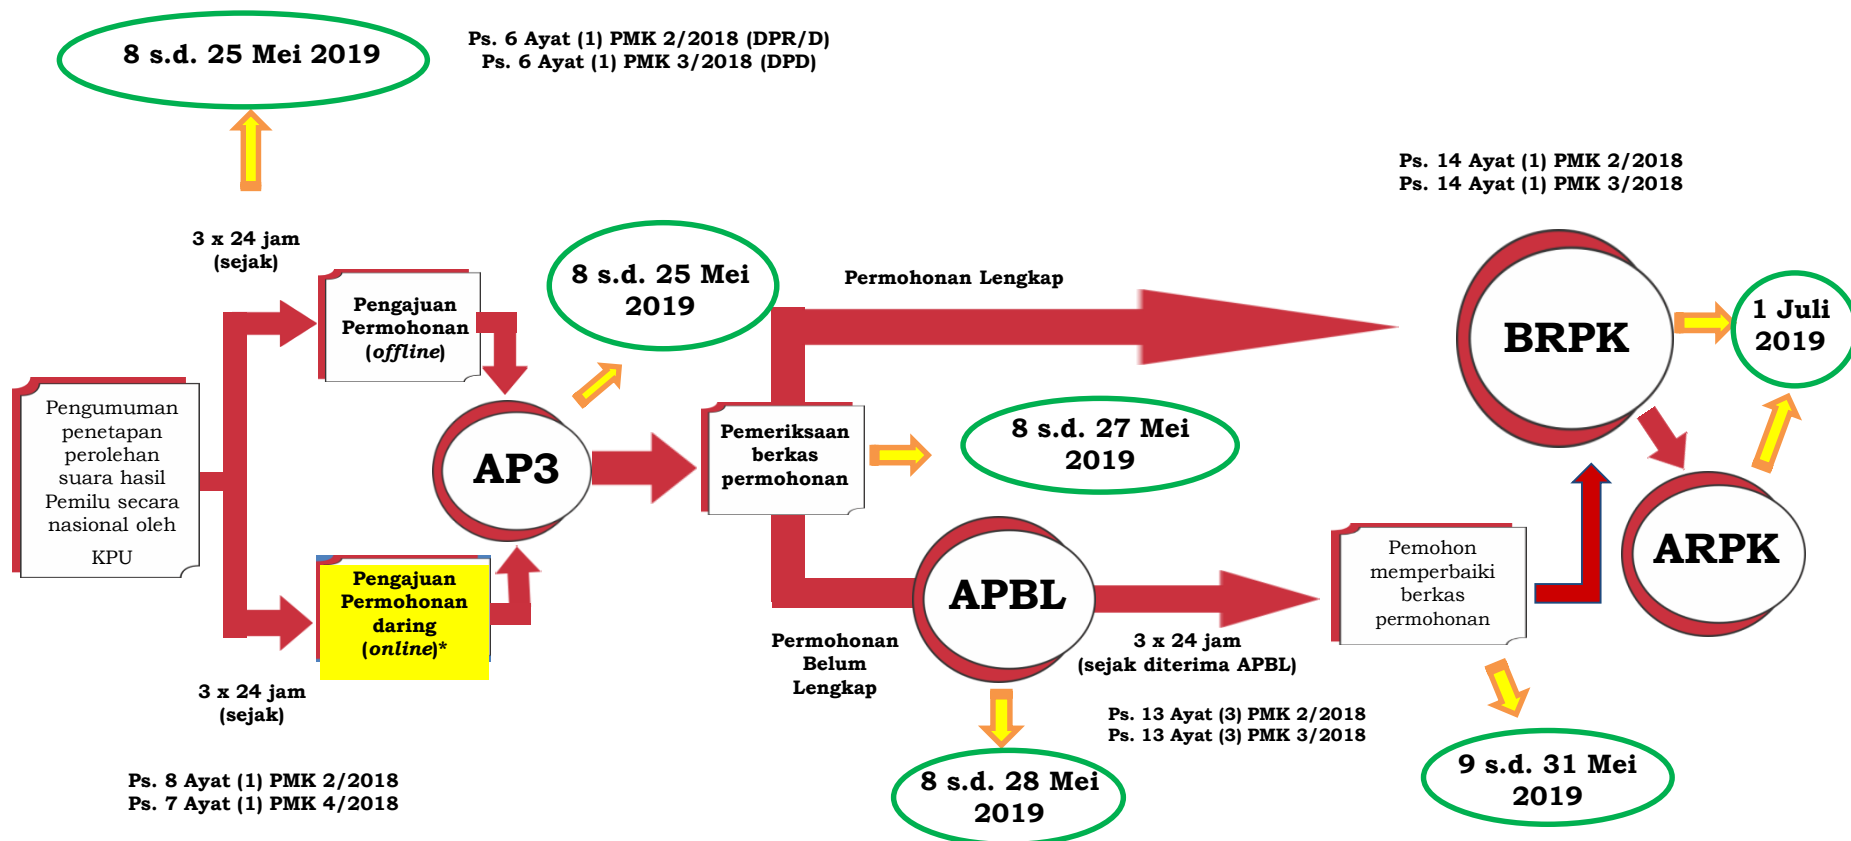 8 s.d. 25 Mei 2019
Ps. 6 Ayat (1) PMK 2/2018 (DPR/D)
Ps. 6 Ayat (1) PMK 3/2018 (DPD)
3 x 24 jam
(sejak)
Pengumuman
penetapan
perolehan
suara hasil
Pemilu secara
nasional oleh
KPU
Pengajuan
Permohonan
(offline)
Pengajuan
Permohonan
daring
(online)*
3 x 24 jam
(sejak)
Ps. 8 Ayat (1) PMK 2/2018
Ps. 7 Ayat (1) PMK 4/2018
AP3
8 s.d. 25 Mei
2019
Pemeriksaan
berkas
permohonan
8 s.d. 27 Mei
2019
Permohonan Lengkap
Permohonan
Belum
Lengkap
APBL
8 s.d. 28 Mei
2019
3 x 24 jam
(sejak diterima APBL)
Ps. 13 Ayat (3) PMK 2/2018
Ps. 13 Ayat (3) PMK 3/2018
Pemohon
memperbaiki
berkas
permohonan
9 s.d. 31 Mei
2019
Ps. 14 Ayat (1) PMK 2/2018
Ps. 14 Ayat (1) PMK 3/2018
BRPK
1 Juli
2019
ARPK